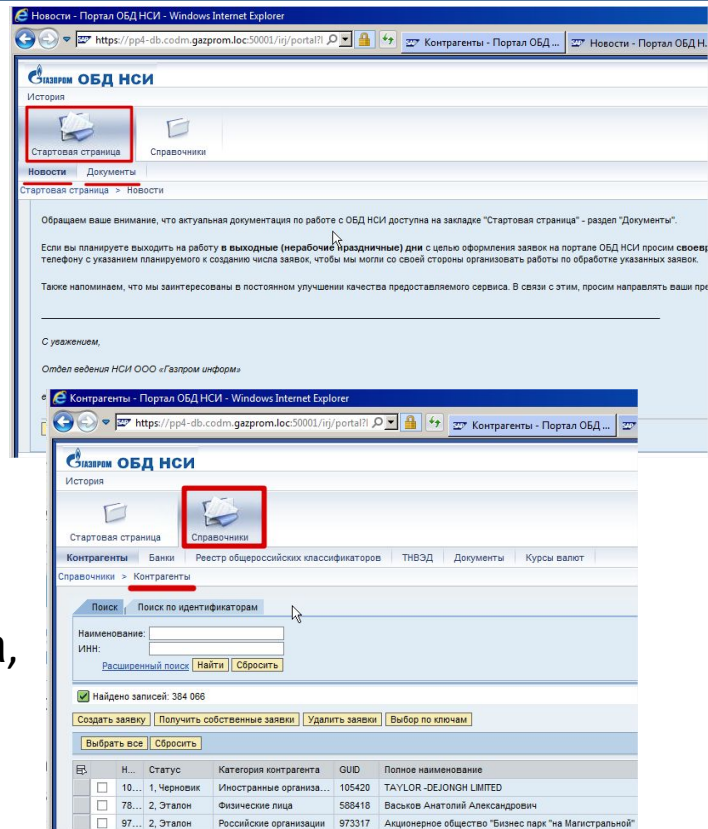 Новости - Портал ОБД НСИ - Windows Internet Explorer
https://pp4-db.codm.gazprom.loc:50001/irj/portal?l
Контрагенты - Портал ОБД ...
Новости - Портал ОБД Н.
ГАЗПРОМ ОБД НСИ
История
Стартовая страница Справочники
Новости Документы
Стартовая страница > Новости
Обращаем ваше внимание, что актуальная документация по работе с ОБД НСИ доступна на закладке "Стартовая страница" - раздел "Документы".
Если вы планируете выходить на работу в выходные (нерабочие праздничные) дни с целью оформления заявок на портале ОБД НСИ просим своевр
телефону с указанием планируемого к созданию числа заявок, чтобы мы могли со своей стороны организовать работы по обработке указанных заявок.
Также напоминаем, что мы заинтересованы в постоянном улучшении качества предоставляемого сервиса. В связи с этим, просим направлять ваши пре
С уважением,
Отдел ведения НСИ ООО «Газпром информ»
Контрагенты - Портал ОБД НСИ - Windows Internet Explorer
https://pp4-db.codm.gazprom.loc:50001/irj/portal?l
Контрагенты - Портал ОБД ...
ГАЗПРОМ ОБД НСИ
История
Стартовая страница Справочники
Контрагенты Банки Реестр общероссийских классификаторов ТНВЭД Документы Курсы валют
Справочники > Контрагенты
Поиск Поиск по идентификаторам
Наименование:
ИНН:
Расширенный поиск Найти Сбросить
Найдено записей: 384 066
Создать заявку Получить собственные заявки Удалить заявки Выбор по ключам
Выбрать все Сбросить
Н... Статус Категория контрагента GUID Полное наименование
10... 1, Черновик Иностранные организа... 105420 TAYLOR -DEJONGH LIMITED
78... 2, Эталон Физические лица 588418 Васьков Анатолий Александрович
97... 2, Эталон Российские организации 973317 Акционерное общество "Бизнес парк "на Магистральной"